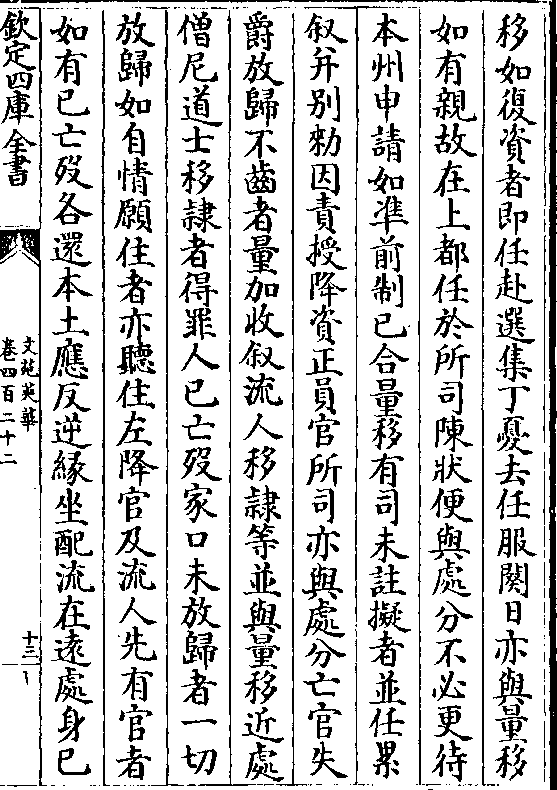 移如復資者即任赴選集丁憂去任服闋日亦與量移
如有親故在上都任於所司陳狀便與處分不必更待
本州申請如準前制已合量移有司未註擬者並任累
叙并别勑因責授降資正員官所司亦與處分亡官失
爵放歸不齒者量加收叙流人移隷等並與量移近處
僧尼道士移隷者得罪人已亡殁家口未放歸者一切
放歸如自情願住者亦聽住左降官及流人先有官者
如有已亡殁各還本土應反逆緣坐配流在逺處身已
欽定四庫全書
文苑英華
卷四百二十二
十三